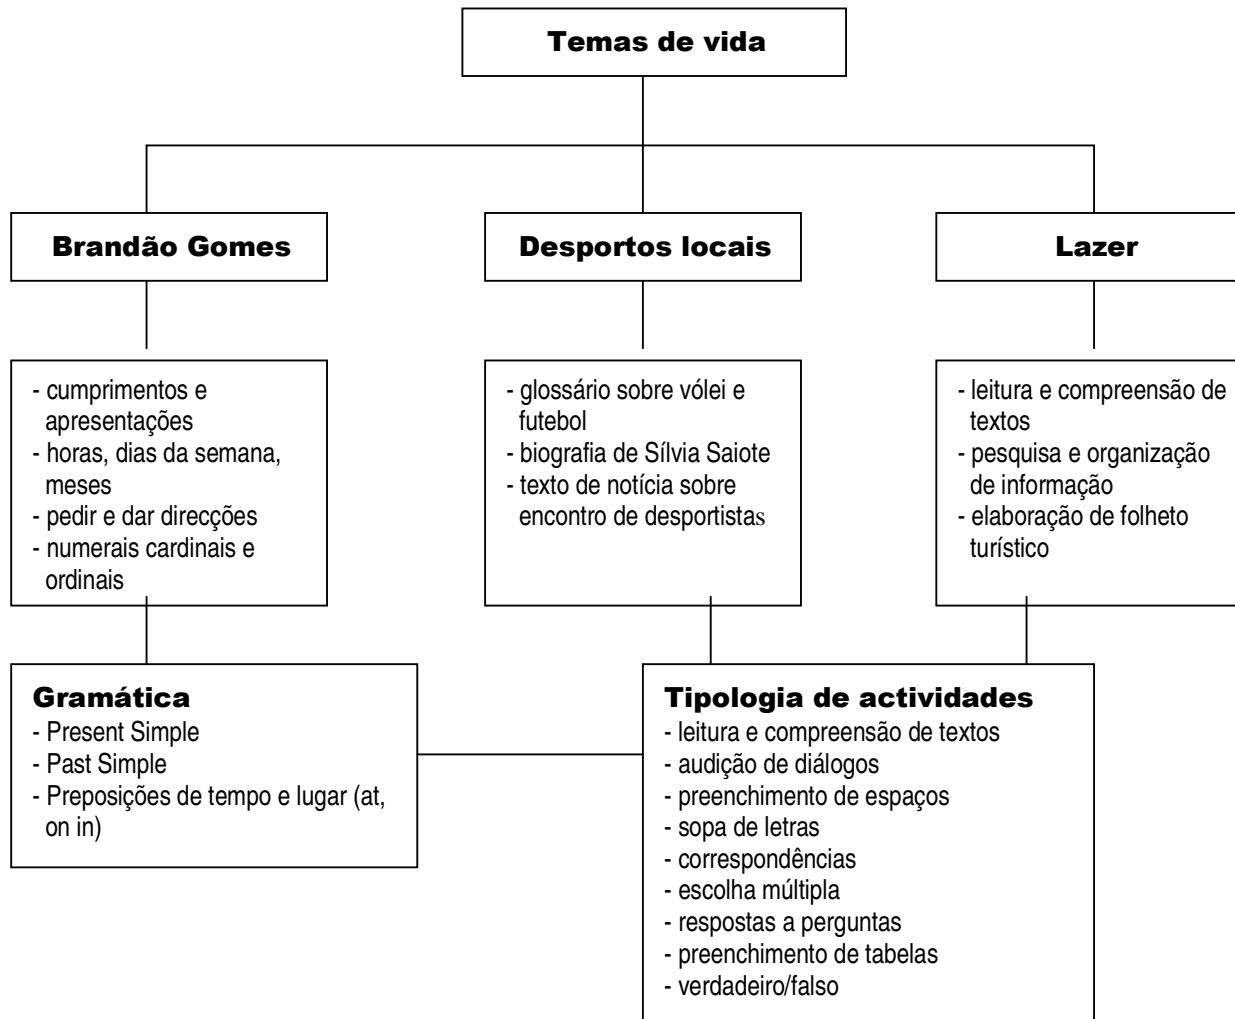 Temas de vida
Brandão Gomes
Desportos locais
Lazer
- cumprimentos e
apresentações
- horas, dias da semana,
meses
- pedir e dar direcções
- numerais cardinais e
ordinais
- glossário sobre vólei e
futebol
- biografia de Sílvia Saiote
- texto de notícia sobre
encontro de desportistas
- leitura e compreensão de
textos
- pesquisa e organização
de informação
- elaboração de folheto
turístico
Gramática
- Present Simple
- Past Simple
- Preposições de tempo e lugar (at,
on in)
Tipologia de actividades
- leitura e compreensão de textos
- audição de diálogos
- preenchimento de espaços
- sopa de letras
- correspondências
- escolha múltipla
- respostas a perguntas
- preenchimento de tabelas
- verdadeiro/falso